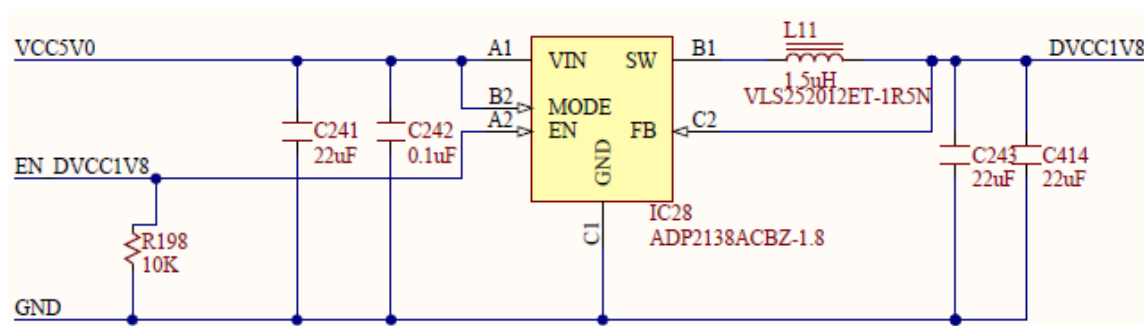 L11
VCC5V0
A1
VIN
SW
B1
DVCC1V8
1.5uH
VLS252012ET-1R5N
B2
MODE
A2
EN
FB
C2
C241
22uF
C242
0.1uF
GND
C243
22uF
C414
22uF
EN_DVCC1V8
IC28
ADP2138ACBZ-1.8
C1
R198
10K
GND